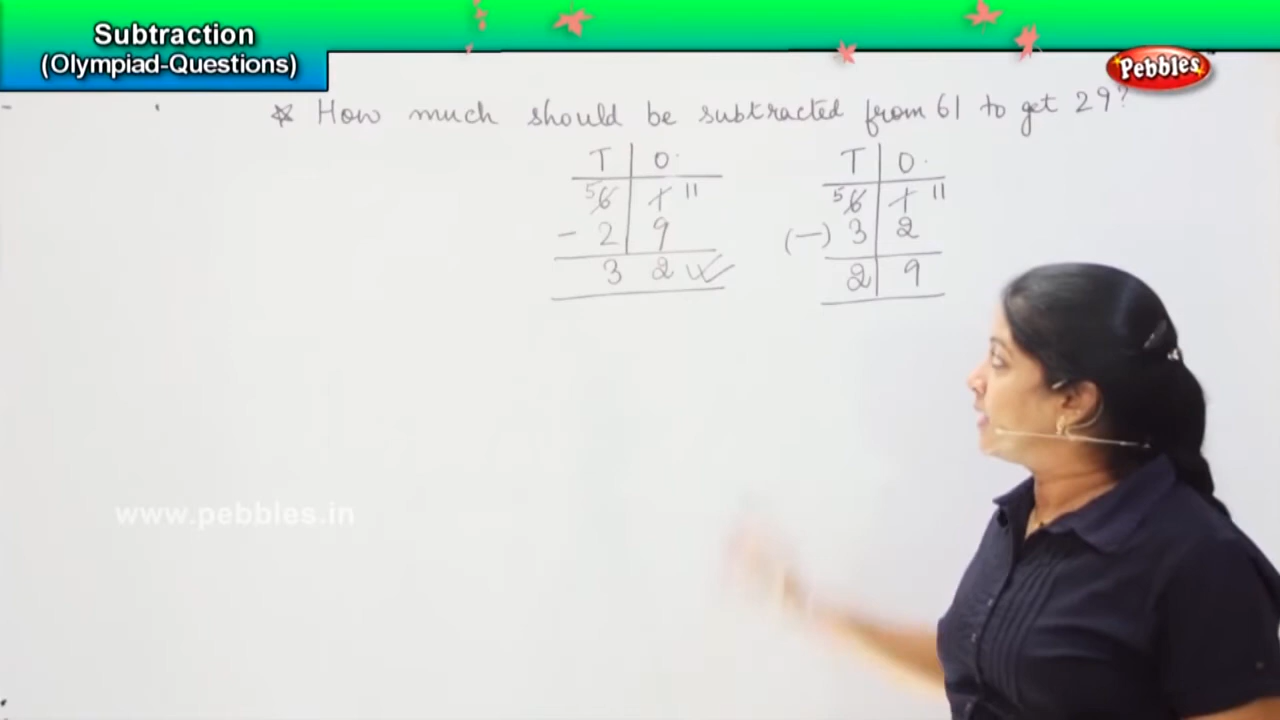 Subtraction
(Olympiad-Questions)
Pebbles
☆ How much should be subtracted from 61 to get 29?
T | O. T | O.
5 6 | 1 11 5 6 | 1 11
- 2 | 9 (-) 3 | 2
3 2 ✓ 2 | 9
www.pebbles.in